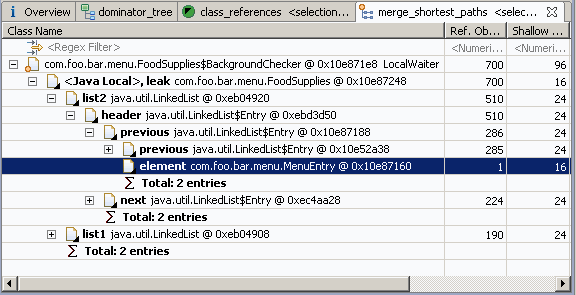 Overview dominator_tree class_references <selection... merge_shortest_paths <selec...
Class Name Ref. Ob... Shallow ...
<Regex Filter> <Numeri... <Numeri...
com.foo.bar.menu.FoodSupplies$BackgroundChecker @ 0x10e871e8 LocalWaiter 700 96
<Java Local>, leak com.foo.bar.menu.FoodSupplies @ 0x10e87248 700 16
list2 java.util.LinkedList @ 0xeb04920 510 24
header java.util.LinkedList$Entry @ 0xebd3d50 510 24
previous java.util.LinkedList$Entry @ 0x10e87188 286 24
previous java.util.LinkedList$Entry @ 0x10e52a38 285 24
element com.foo.bar.menu.MenuEntry @ 0x10e87160 1 16
Σ Total: 2 entries
next java.util.LinkedList$Entry @ 0xec4aa28 224 24
Σ Total: 2 entries
list1 java.util.LinkedList @ 0xeb04908 190 24
Σ Total: 2 entries